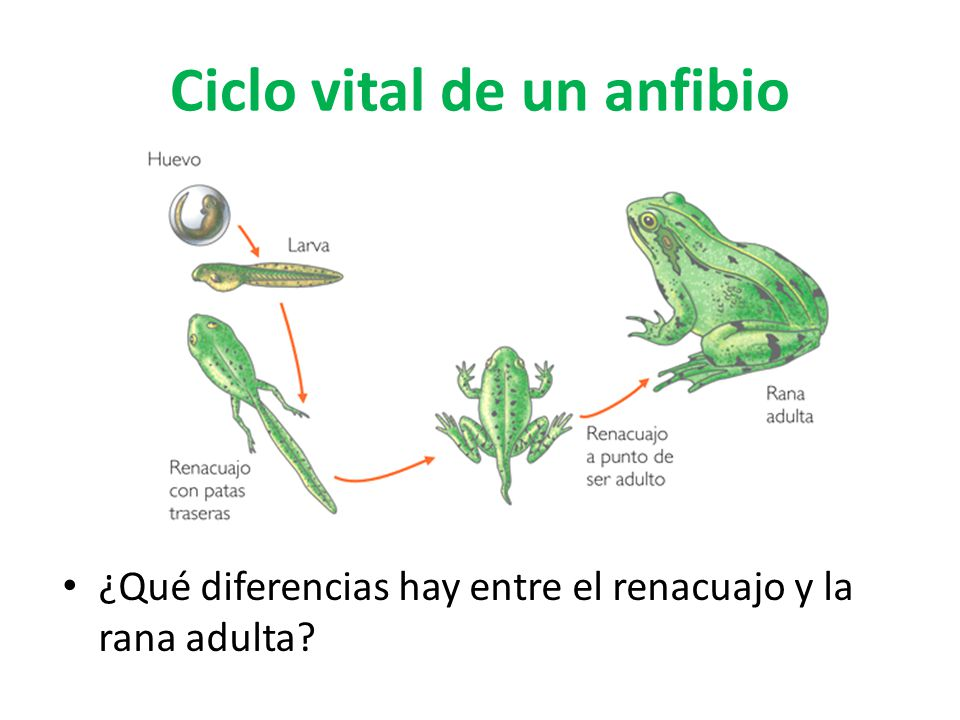 Ciclo vital de un anfibio
Huevo
Larva
Renacuajo
con patas
traseras
Renacuajo
a punto de
ser adulto
Rana
adulta
• ¿Qué diferencias hay entre el renacuajo y la
rana adulta?